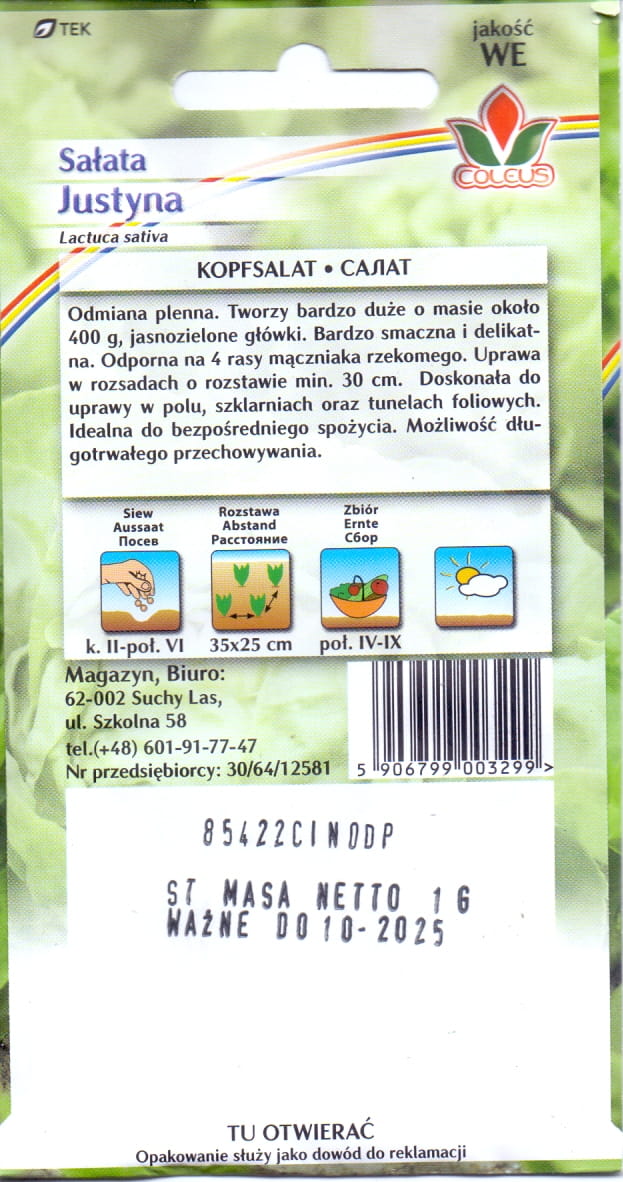 TEK
jakość
WE
COLEUS
Sałata
Justyna
Lactuca sativa
KOPFSALAT • САЛАТ
Odmiana plenna. Tworzy bardzo duże o masie około
400 g, jasnozielone główki. Bardzo smaczna i delikat-
na. Odporna na 4 rasy mączniaka rzekomego. Uprawa
w rozsadach o rozstawie min. 30 cm. Doskonała do
uprawy w polu, szklarniach oraz tunelach foliowych.
Idealna do bezpośredniego spożycia. Możliwość dłu-
gotrwałego przechowywania.
Siew
Aussaat
Посев
Rozstawa
Abstand
Расстояние
Zbiór
Ernte
Сбор
k. II-poł. VI
35x25 cm
poł. IV-IX
Magazyn, Biuro:
62-002 Suchy Las,
ul. Szkolna 58
tel.(+48) 601-91-77-47
Nr przedsiębiorcy: 30/64/12581
5 906799 003299 >
85422CINODP
ST MASA NETTO 1 G
WAŻNE DO 10-2025
TU OTWIERAĆ
Opakowanie służy jako dowód do reklamacji